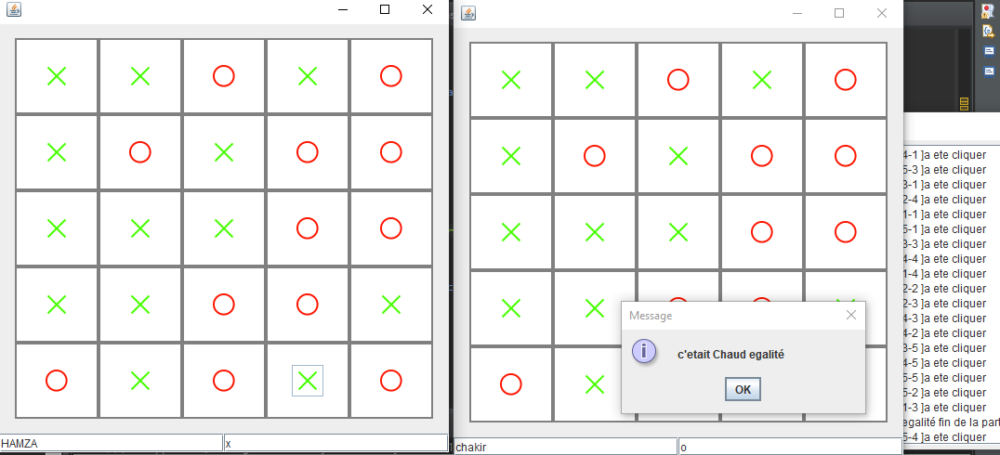 HAMZA
x
Message
c'etait Chaud egalité
OK
chakir
o
4-1 ]a ete cliquer
5-3 ]a ete cliquer
3-1 ]a ete cliquer
2-4 ]a ete cliquer
1-1 ]a ete cliquer
5-1 ]a ete cliquer
3-3 ]a ete cliquer
4-4 ]a ete cliquer
1-4 ]a ete cliquer
2-2 ]a ete cliquer
2-3 ]a ete cliquer
4-3 ]a ete cliquer
4-2 ]a ete cliquer
3-5 ]a ete cliquer
4-5 ]a ete cliquer
5-5 ]a ete cliquer
5-2 ]a ete cliquer
1-3 ]a ete cliquer
egalité fin de la part
5-4 ]a ete cliquer